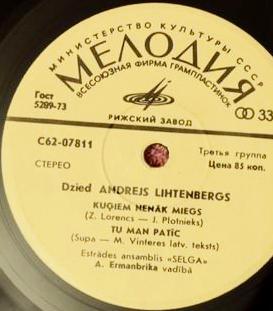 МИНИСТЕРСТВО КУЛЬТУРЫ СССР
МЕЛОДИЯ
ВСЕСОЮЗНАЯ ФИРМА ГРАМПЛАСТИНОК
Гост
5289-73
33
РИЖСКИЙ ЗАВОД
С62-07811
Третья группа
СТЕРЕО
Цена 85 коп.
Dzied ANDREJS LIHTENBERGS
KUĢIEM NENĀK MIEGS
(Z. Lorencs — J. Plotnieks)
TU MAN PATĪC
(Supa — M. Vinteres latv. teksts)
Estrādes ansamblis «SELGA»
A. Ermanbrika vadībā